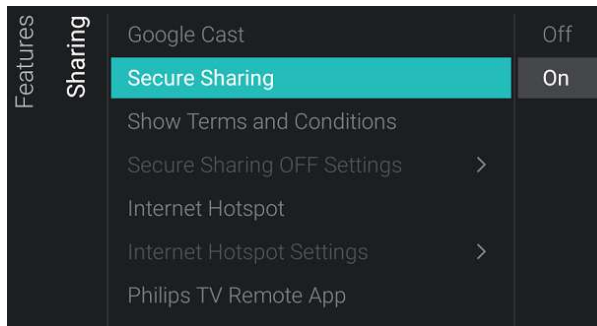 Features
Sharing
Google Cast
Off
Secure Sharing
On
Show Terms and Conditions
Secure Sharing OFF Settings >
Internet Hotspot
Internet Hotspot Settings >
Philips TV Remote App